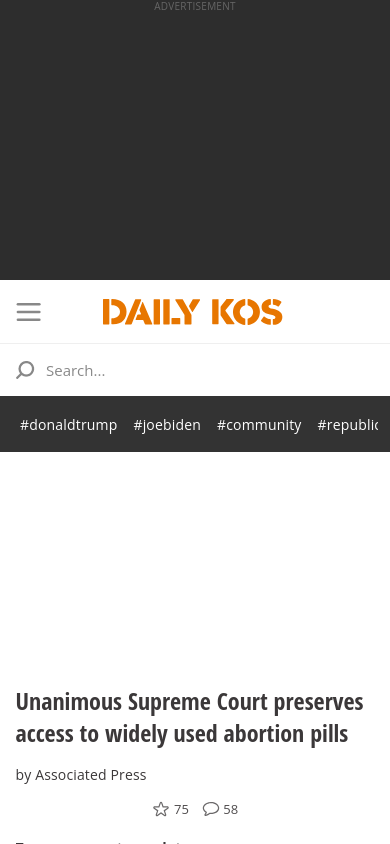 ADVERTISEMENT
DAILY KOS
Search...
#donaldtrump #joebiden #community
Unanimous Supreme Court preserves
access to widely used abortion pills
by Associated Press
75 58